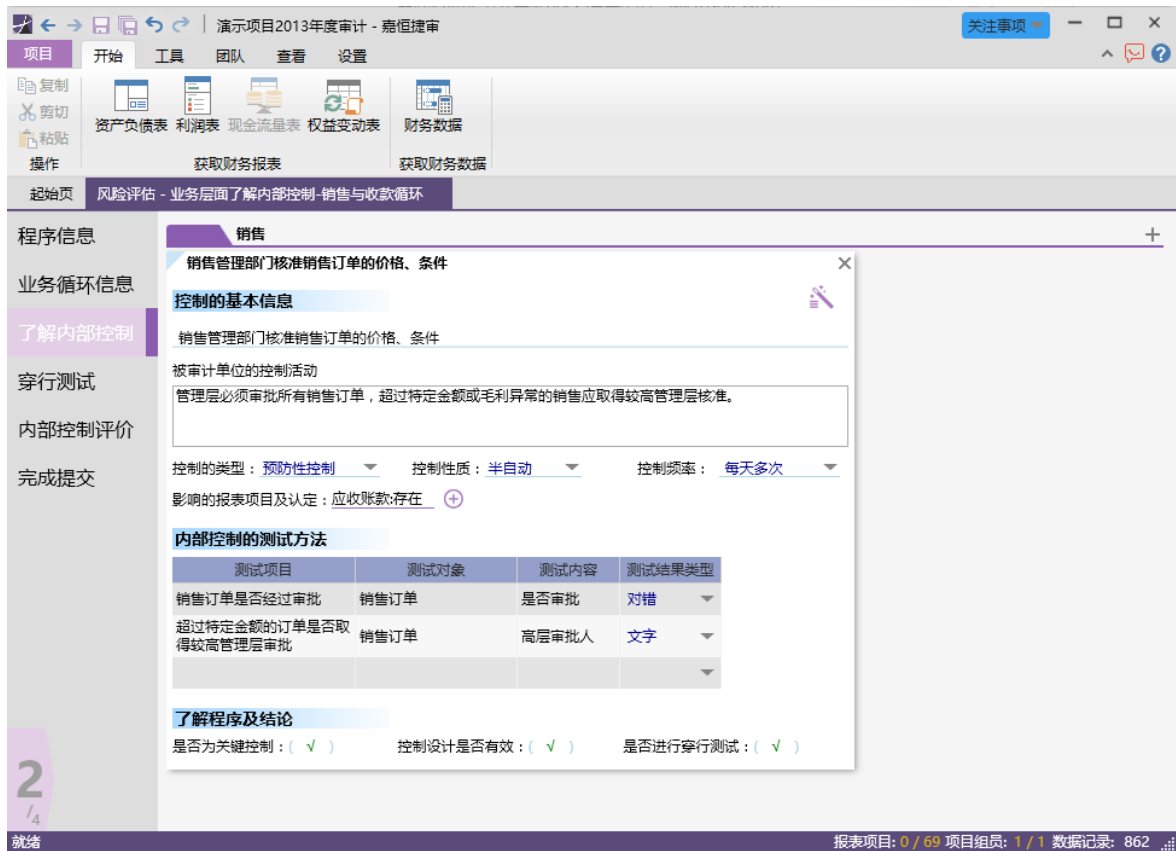 演示项目2013年度审计 - 嘉恒捷审
关注事项
项目
开始
工具
团队
查看
设置
复制
剪切
粘贴
操作
资产负债表
利润表
现金流量表
权益变动表
获取财务报表
财务数据
获取财务数据
起始页
风险评估 - 业务层面了解内部控制-销售与收款循环
程序信息
业务循环信息
了解内部控制
穿行测试
内部控制评价
完成提交
2
/4
销售
销售管理部门核准销售订单的价格、条件
控制的基本信息
销售管理部门核准销售订单的价格、条件
被审计单位的控制活动
管理层必须审批所有销售订单，超过特定金额或毛利异常的销售应取得较高管理层核准。
控制的类型：预防性控制 控制性质：半自动 控制频率： 每天多次
影响的报表项目及认定：应收账款:存在
内部控制的测试方法
测试项目 测试对象 测试内容 测试结果类型
销售订单是否经过审批 销售订单 是否审批 对错
超过特定金额的订单是否取
得较高管理层审批 销售订单 高层审批人 文字
了解程序及结论
是否为关键控制：( √ ) 控制设计是否有效：( √ ) 是否进行穿行测试：( √ )
就绪
报表项目: 0 / 69 项目组员: 1 / 1 数据记录: 862